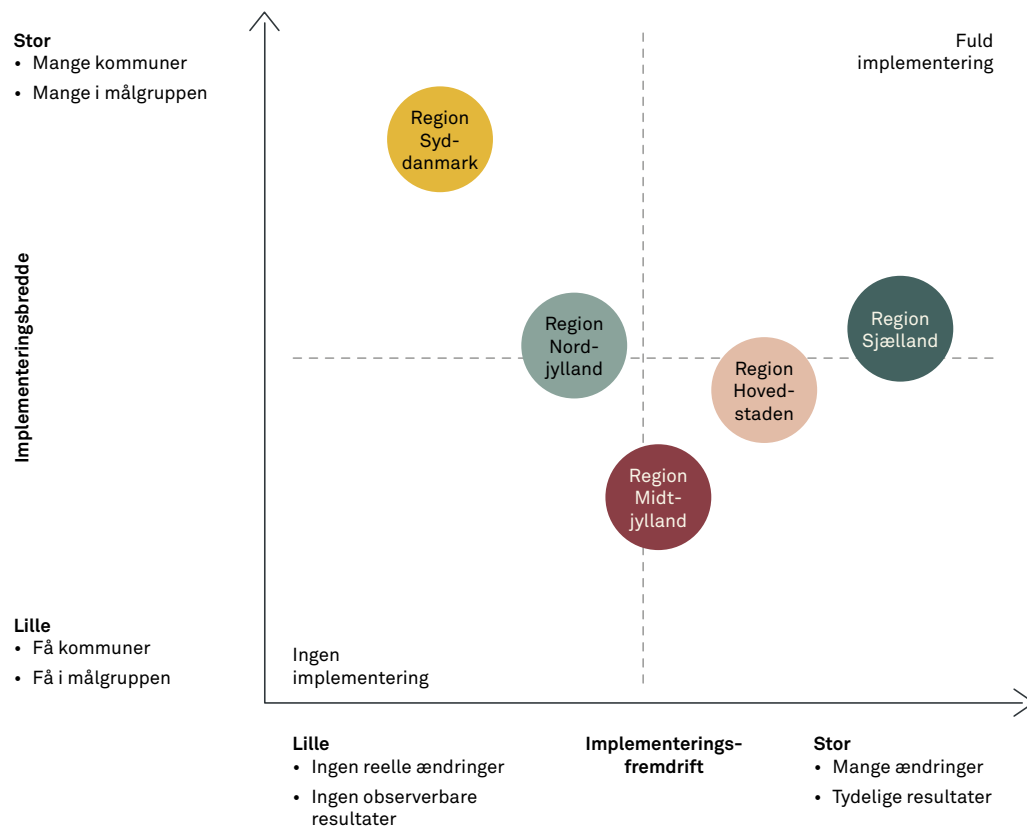 Stor
• Mange kommuner
• Mange i målgruppen
Fuld
implementering
Region
Syd-
danmark
Implementeringsbredde
Region
Nord-
jylland
Region
Sjælland
Region
Hoved-
staden
Region
Midt-
jylland
Lille
• Få kommuner
• Få i målgruppen
Ingen
implementering
Lille
• Ingen reelle ændringer
• Ingen observerbare
resultater
Implementerings-
fremdrift
Stor
• Mange ændringer
• Tydelige resultater